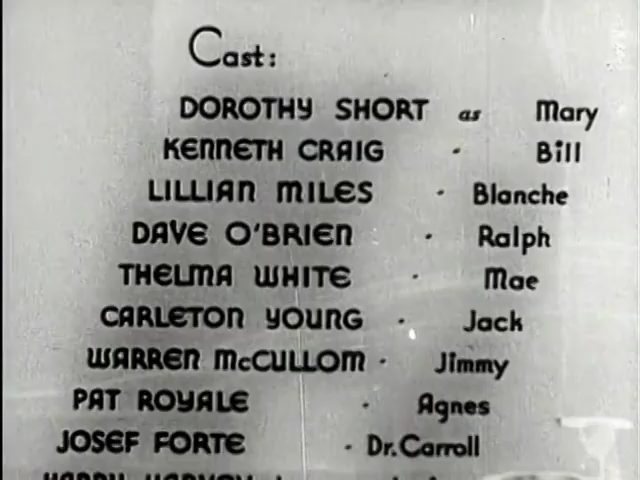 Cast:
DOROTHY SHORT as Mary
KENNETH CRAIG - Bill
LILLIAN MILES - Blanche
DAVE O'BRIEN - Ralph
THELMA WHITE - Mae
CARLETON YOUNG - Jack
WARREN McCULLOM - Jimmy
PAT ROYALE - Agnes
JOSEF FORTE - Dr. Carroll